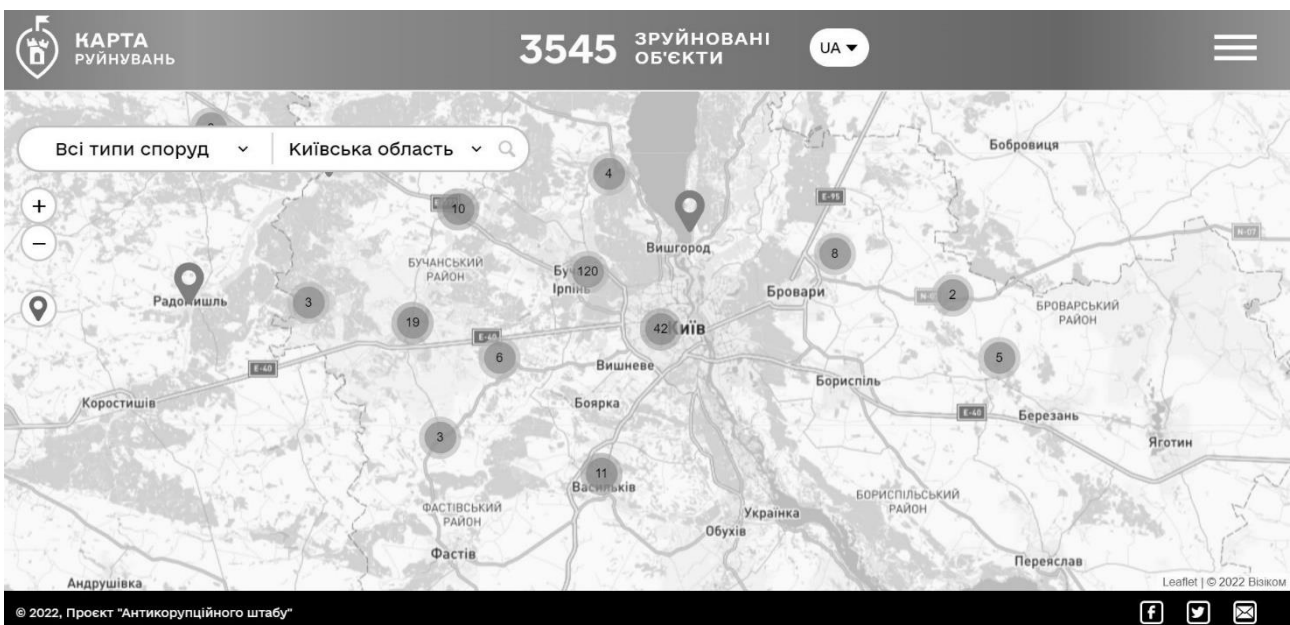 КАРТА
РУЙНУВАНЬ
3545
ЗРУЙНОВАНІ
ОБ'ЄКТИ
UA
Всі типи споруд
Київська область
Бобровиця
4
10
E-95
Вишгород
8
N-07
БУЧАНСЬКИЙ
РАЙОН
120
Ірпінь
Радомишль
3
Бровари
2
БРОВАРСЬКИЙ
РАЙОН
19
42
Київ
E-40
6
Вишневе
5
E-40
Бориспіль
Коростишів
Боярка
E-40
Березань
3
Яготин
11
Васильків
ФАСТІВСЬКИЙ
РАЙОН
БОРИСПІЛЬСЬКИЙ
РАЙОН
Українка
Обухів
Фастів
Переяслав
Андрушівка
Leaflet | © 2022 Візіком
© 2022, Проєкт "Антикорупційного штабу"